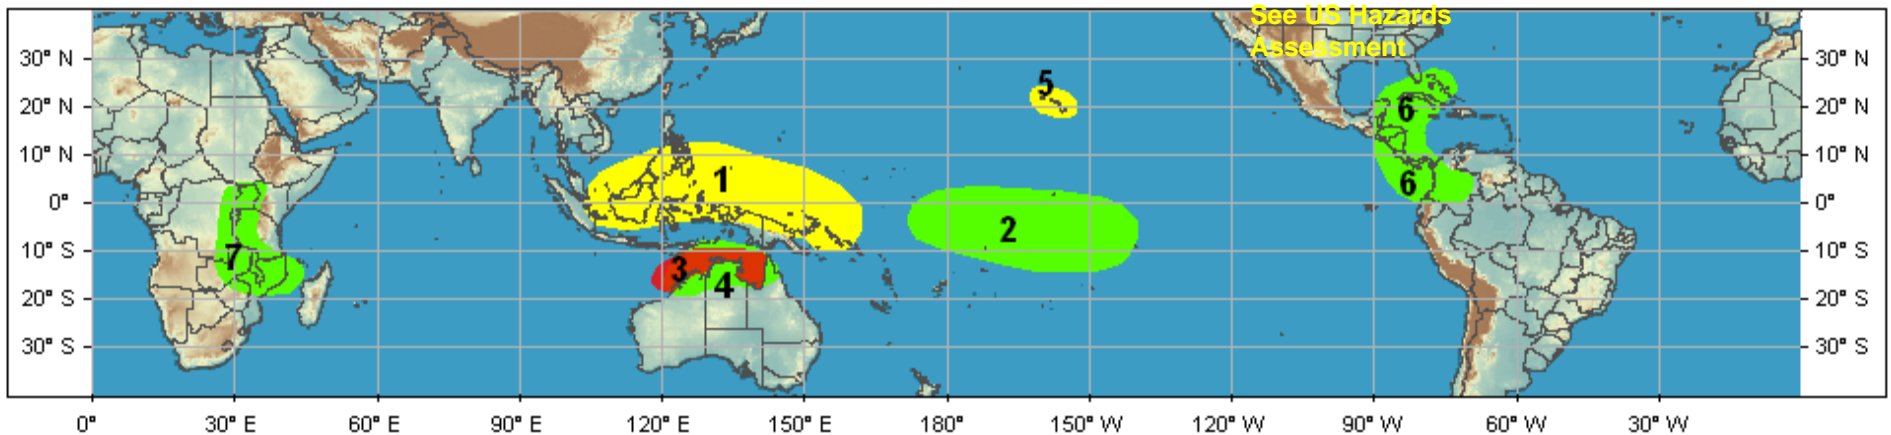 See US Hazards
Assessment
30° N
30° N
5
20° N
6
20° N
10° N
10° N
1
6
0°
0°
2
7
10° S
10° S
3
4
20° S
20° S
30° S
30° S
0°
30° E
60° E
90° E
120° E
150° E
180°
150° W
120° W
90° W
60° W
30° W